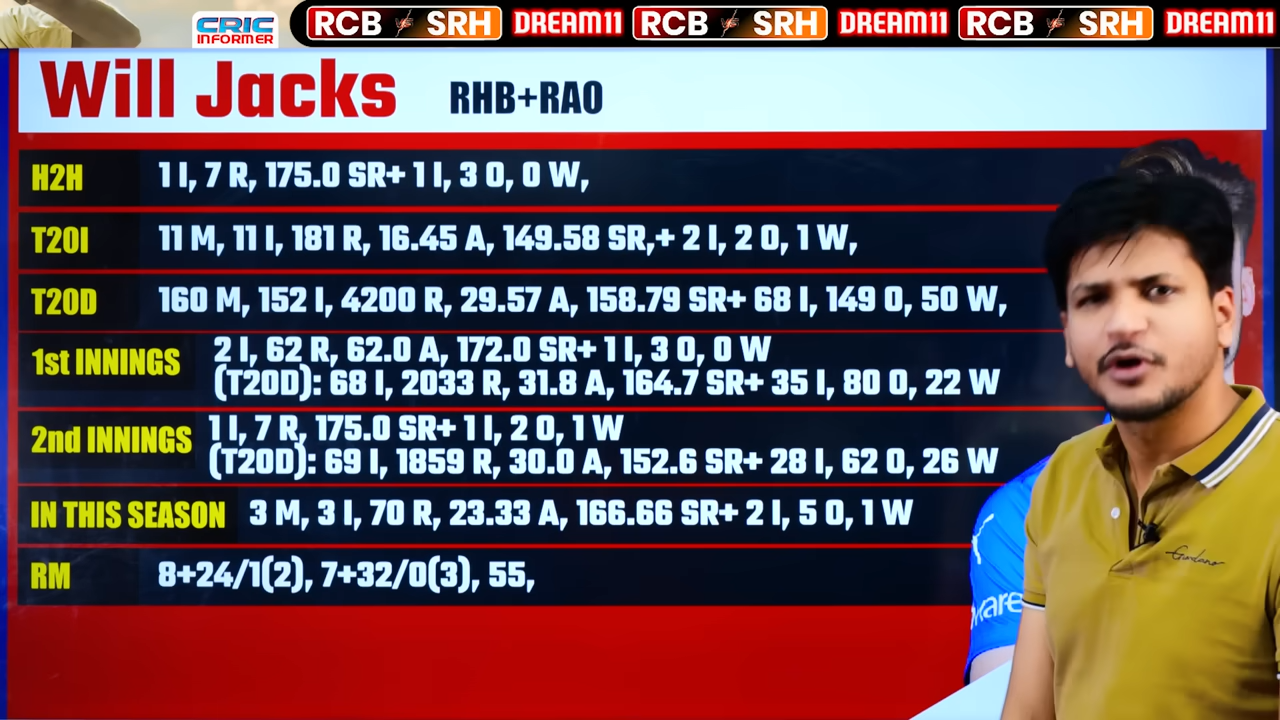 CRIC
INFORMER
RCB VS SRH DREAM11 RCB VS SRH DREAM11 RCB VS SRH DREAM11
Will Jacks RHB+RAO
H2H 1 I, 7 R, 175.0 SR+ 1 I, 3 O, 0 W,
T20I 11 M, 11 I, 181 R, 16.45 A, 149.58 SR,+ 2 I, 2 O, 1 W,
T20D 160 M, 152 I, 4200 R, 29.57 A, 158.79 SR+ 68 I, 149 O, 50 W,
1st INNINGS 2 I, 62 R, 62.0 A, 172.0 SR+ 1 I, 3 O, 0 W
(T20D): 68 I, 2033 R, 31.8 A, 164.7 SR+ 35 I, 80 O, 22 W
2nd INNINGS 1 I, 7 R, 175.0 SR+ 1 I, 2 O, 1 W
(T20D): 69 I, 1859 R, 30.0 A, 152.6 SR+ 28 I, 62 O, 26 W
IN THIS SEASON 3 M, 3 I, 70 R, 23.33 A, 166.66 SR+ 2 I, 5 O, 1 W
RM 8+24/1(2), 7+32/0(3), 55,
Giordano